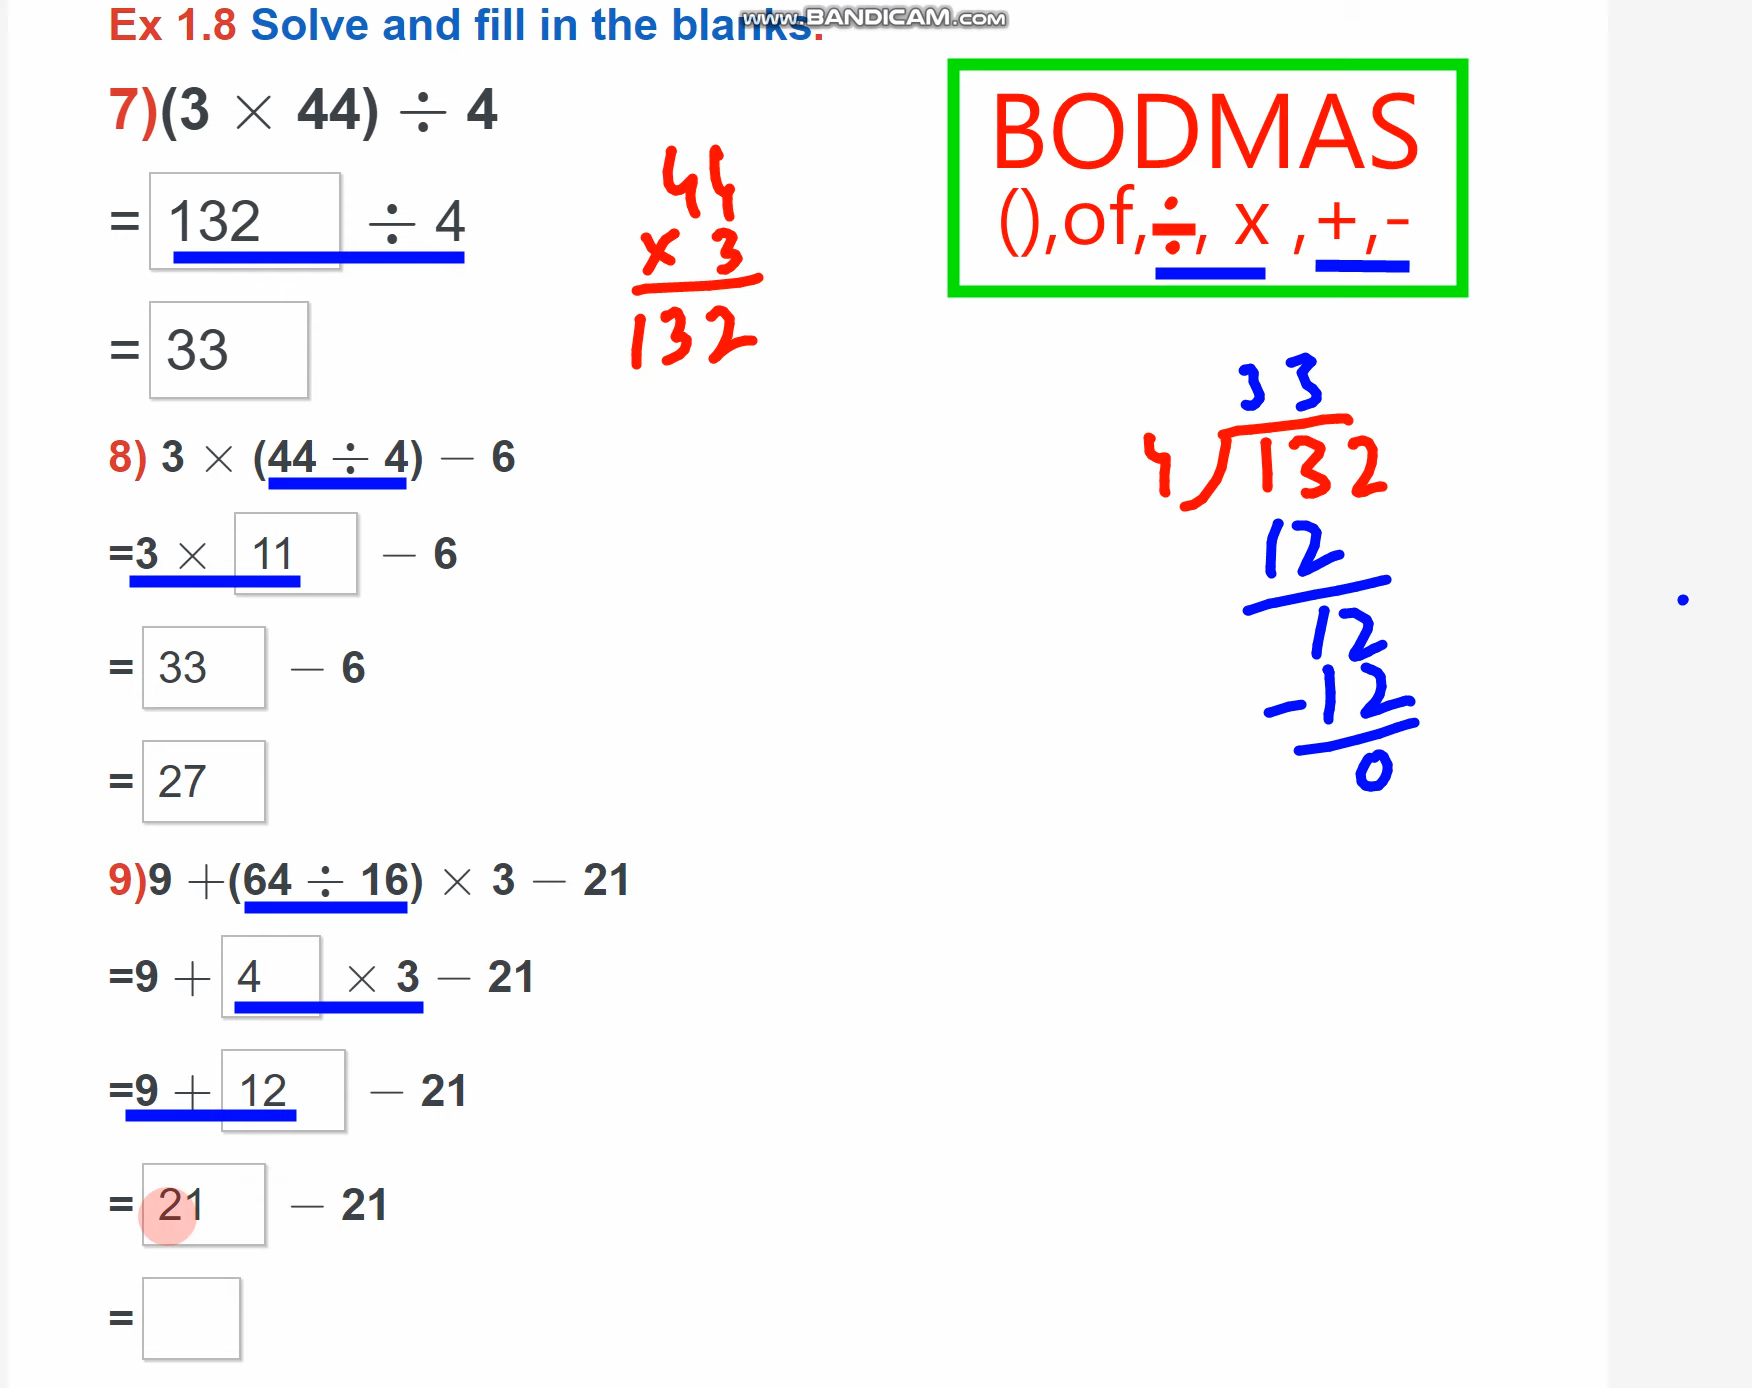 Ex 1.8 Solve and fill in the blanks.
www.BANDICAM.com
7)(3 × 44) ÷ 4
= 132 ÷ 4
= 33
8) 3 × (44 ÷ 4) − 6
=3 × 11 − 6
= 33 − 6
= 27
9)9 +(64 ÷ 16) × 3 − 21
=9 + 4 × 3 − 21
=9 + 12 − 21
= 21 − 21
=
44
x 3
132
BODMAS
(),of,÷, x ,+,-
33
4 132
12
12
-12
0